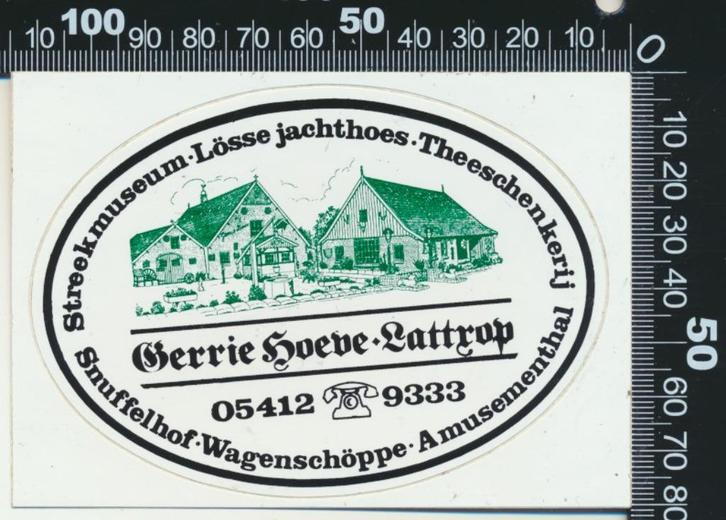 10 100 90 80 70 60 50 40 30 20 10 0
10 20 30 40 50 60 70 80
Streekmuseum·Lösse jachthoes·Theeschenkerij
Gerrie Hoeve·Lattrop
05412 9333
Snuffelhof·Wagenschöppe·Amusementhal